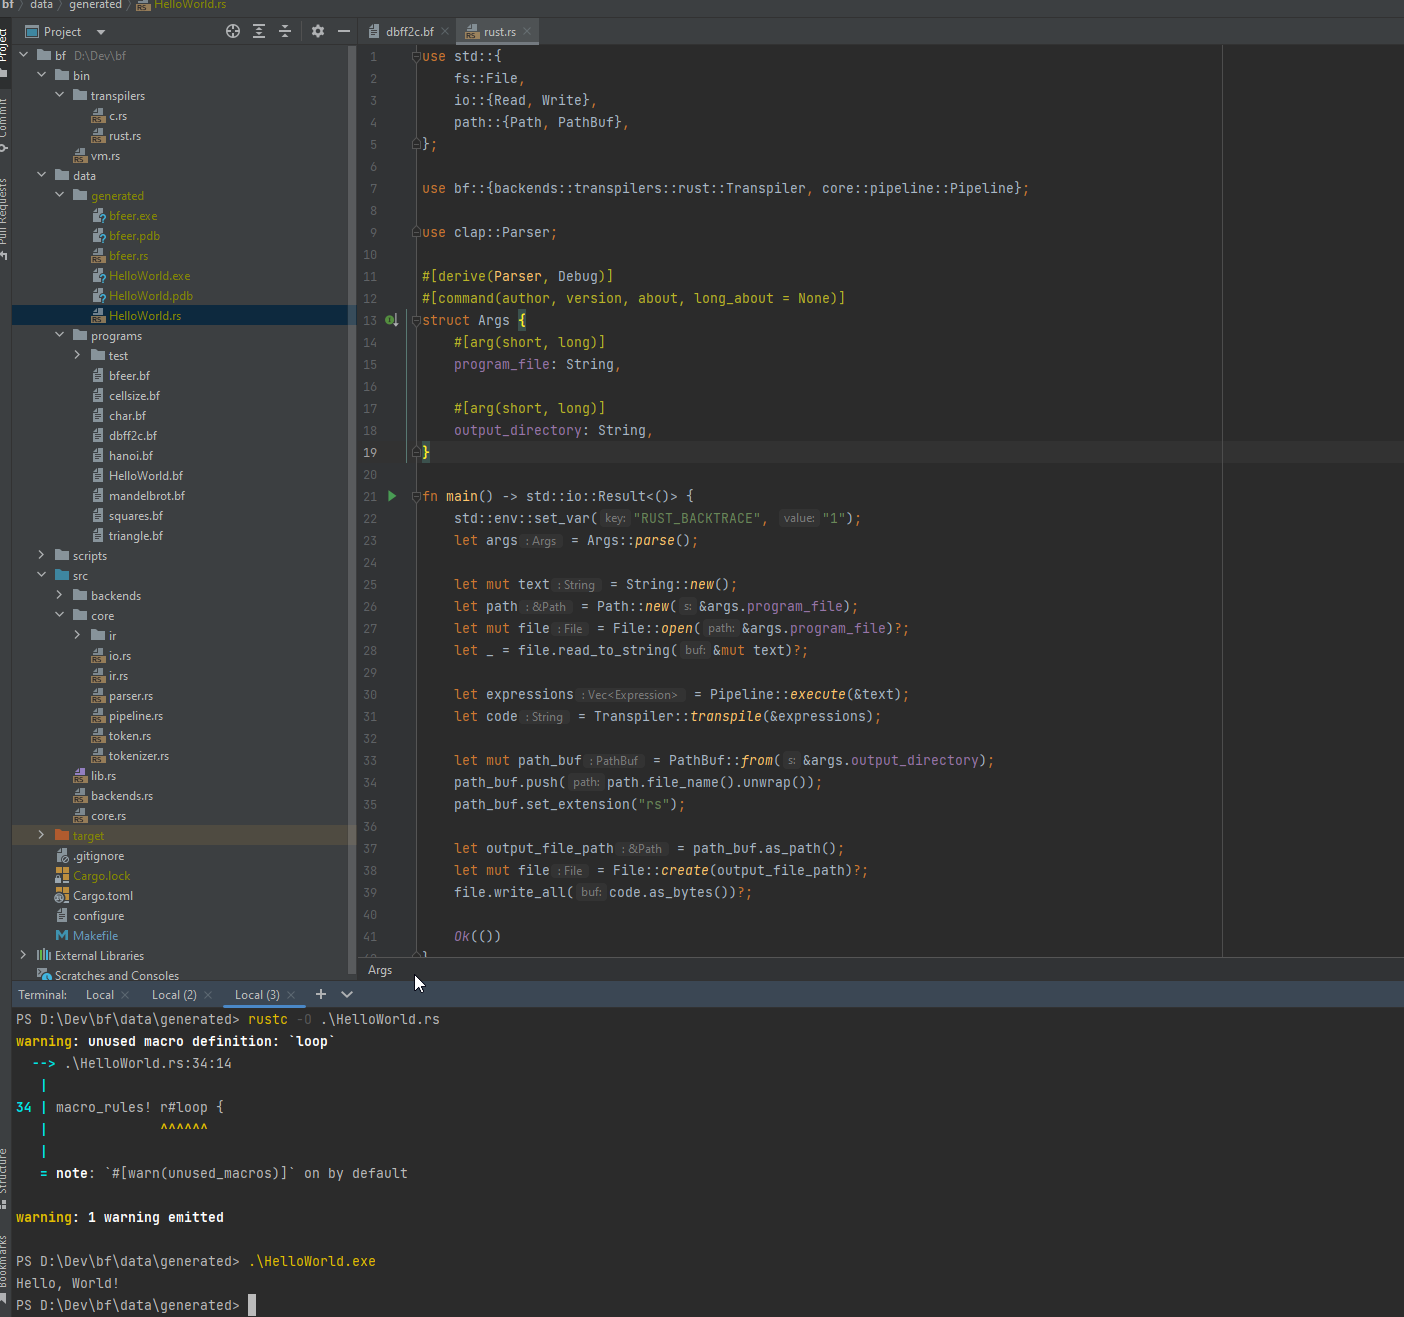 bf data generated HelloWorld.rs
Project
dbff2c.bf
rust.rs
Project
Commit
Pull Requests
Structure
Bookmarks
bf D:\Dev\bf
bin
transpilers
c.rs
rust.rs
vm.rs
data
generated
bfeer.exe
bfeer.pdb
bfeer.rs
HelloWorld.exe
HelloWorld.pdb
HelloWorld.rs
programs
test
bfeer.bf
cellsize.bf
char.bf
dbff2c.bf
hanoi.bf
HelloWorld.bf
mandelbrot.bf
squares.bf
triangle.bf
scripts
src
backends
core
ir
io.rs
ir.rs
parser.rs
pipeline.rs
token.rs
tokenizer.rs
lib.rs
backends.rs
core.rs
target
.gitignore
Cargo.lock
Cargo.toml
configure
Makefile
External Libraries
Scratches and Consoles
1 use std::{
2 fs::File,
3 io::{Read, Write},
4 path::{Path, PathBuf},
5 };
6
7 use bf::{backends::transpilers::rust::Transpiler, core::pipeline::Pipeline};
8
9 use clap::Parser;
10
11 #[derive(Parser, Debug)]
12 #[command(author, version, about, long_about = None)]
13 struct Args {
14 #[arg(short, long)]
15 program_file: String,
16
17 #[arg(short, long)]
18 output_directory: String,
19 }
20
21 fn main() -> std::io::Result<()> {
22 std::env::set_var( key: "RUST_BACKTRACE", value: "1");
23 let args : Args = Args::parse();
24
25 let mut text : String = String::new();
26 let path : &Path = Path::new( s: &args.program_file);
27 let mut file : File = File::open( path: &args.program_file)?;
28 let _ = file.read_to_string( buf: &mut text)?;
29
30 let expressions : Vec<Expression> = Pipeline::execute(&text);
31 let code : String = Transpiler::transpile(&expressions);
32
33 let mut path_buf : PathBuf = PathBuf::from( s: &args.output_directory);
34 path_buf.push( path: path.file_name().unwrap());
35 path_buf.set_extension("rs");
36
37 let output_file_path : &Path = path_buf.as_path();
38 let mut file : File = File::create(output_file_path)?;
39 file.write_all( buf: code.as_bytes())?;
40
41 Ok(())
Args
Terminal: Local Local (2) Local (3)
PS D:\Dev\bf\data\generated> rustc -O .\HelloWorld.rs
warning: unused macro definition: `loop`
--> .\HelloWorld.rs:34:14
|
34 | macro_rules! r#loop {
| ^^^^^^
|
= note: `#[warn(unused_macros)]` on by default
warning: 1 warning emitted
PS D:\Dev\bf\data\generated> .\HelloWorld.exe
Hello, World!
PS D:\Dev\bf\data\generated>